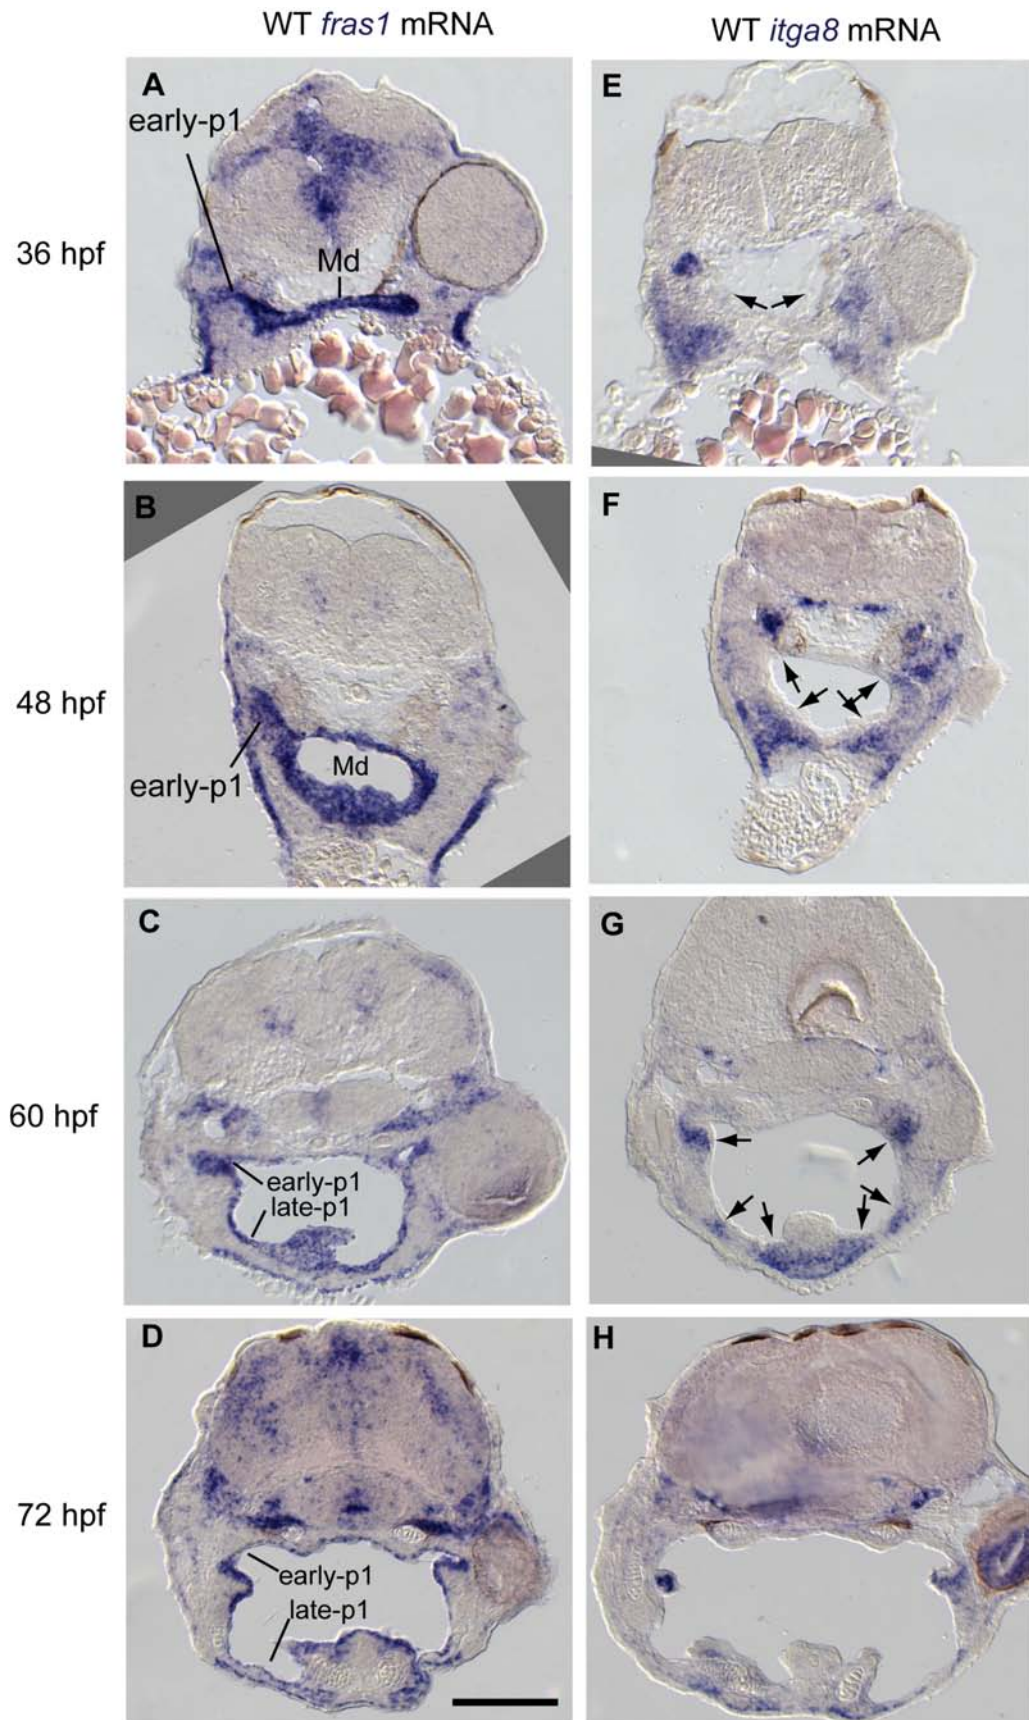 WT fras1 mRNA
WT itga8 mRNA
A
early-p1
Md
E
36 hpf
B
Md
early-p1
F
48 hpf
C
early-p1
late-p1
G
60 hpf
D
early-p1
late-p1
H
72 hpf